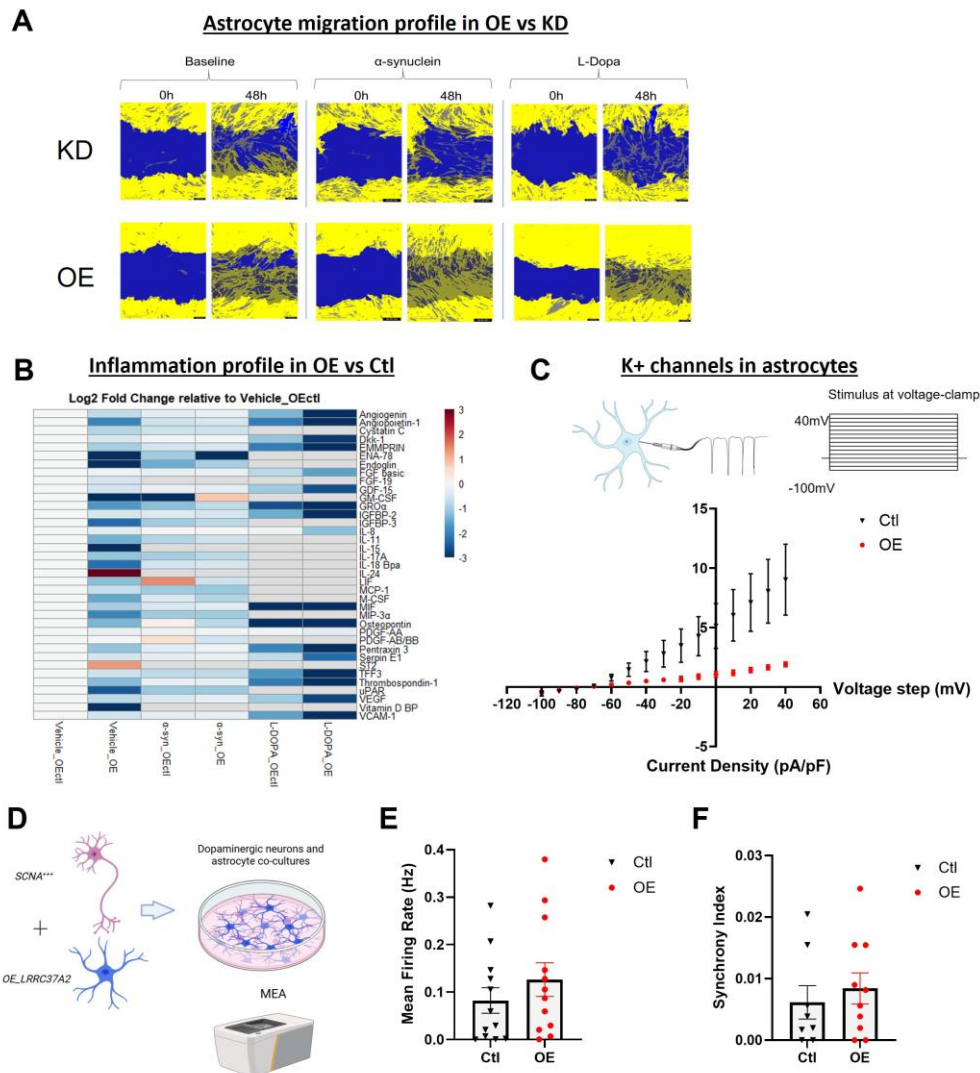 A
Astrocyte migration profile in OE vs KD
Baseline
α-synuclein
L-Dopa
0h
48h
0h
48h
0h
48h
KD
OE
B
Inflammation profile in OE vs Ctl
Log2 Fold Change relative to Vehicle_OEctl
Angiogenin
Angiopoietin-1
Cystatin C
Dkk-1
EMMPRIN
ENA-78
Endoglin
FGF basic
FGF-19
GDF-15
GM-CSF
GROα
IGFBP-2
IGFBP-3
IL-8
IL-11
IL-15
IL-17A
IL-18 Bpa
IL-24
LIF
MCP-1
M-CSF
MIF
MIP-3α
Osteopontin
PDGF-AA
PDGF-AB/BB
Pentraxin 3
Serpin E1
ST2
TFF3
Thrombospondin-1
uPAR
VEGF
Vitamin D BP
VCAM-1
3
2
1
0
-1
-2
-3
Vehicle_OEctl
Vehicle_OE
α-syn_OEctl
α-syn_OE
L-DOPA_OEctl
L-DOPA_OE
C
K+ channels in astrocytes
Stimulus at voltage-clamp
40mV
-100mV
Ctl
OE
15
10
5
-5
-120 -100 -80 -60 -40 -20 0 20 40 60
Voltage step (mV)
Current Density (pA/pF)
D
SCNA+++
+
OE_LRRC37A2
Dopaminergic neurons and
astrocyte co-cultures
MEA
E
Mean Firing Rate (Hz)
0.4
0.3
0.2
0.1
0.0
Ctl
OE
Ctl
OE
F
Synchrony Index
0.03
0.02
0.01
0.00
Ctl
OE
Ctl
OE